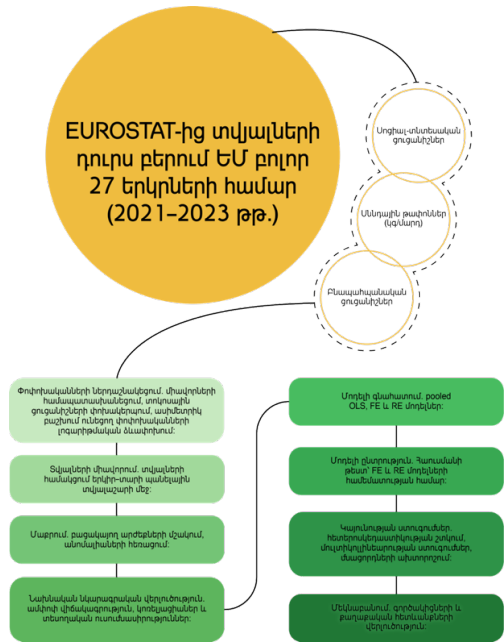 EUROSTAT-ից տվյալների
դուրս բերում ԵՄ բոլոր
27 երկրների համար
(2021–2023 թթ.)
Սոցիալ-տնտեսական
ցուցանիշներ
Սննդային թափոններ
(կգ/մարդ)
Բնապահպանական
ցուցանիշներ
Փոփոխականների ներդաշնակեցում. միավորների
համապատասխանեցում, տոկոսային
ցուցանիշների փոխակերպում, ասիմետրիկ
բաշխում ունեցող փոփոխականների
լոգարիթմական ձևափոխում:
Տվյալների միավորում. տվյալների
համակցում երկիր-տարի պանելային
տվյալաշարի մեջ:
Մաքրում. բացակայող արժեքների մշակում,
անոմալիաների հեռացում:
Նախնական նկարագրական վերլուծություն.
ամփոփ վիճակագրություն, կոռելյացիաներ և
տեսողական ուսումնասիրություններ:
Մոդելի գնահատում. pooled
OLS, FE և RE մոդելներ:
Մոդելի ընտրություն. Հաուսմանի
թեստ՝ FE և RE մոդելների
համեմատության համար:
Կայունության ստուգումներ.
հետերոսկեդաստիկության շտկում,
մուլտիկոլինեարության ստուգումներ,
մնացորդների ախտորոշում:
Մեկնաբանում. գործակիցների և
քաղաքական հետևանքների
վերլուծություն: